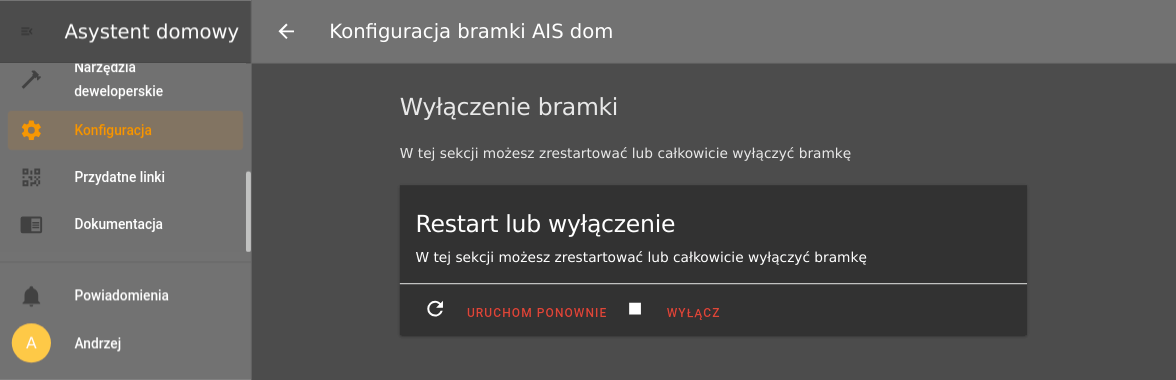 Asystent domowy
Narzędzia
deweloperskie
Konfiguracja
Przydatne linki
Dokumentacja
Powiadomienia
A
Andrzej
Konfiguracja bramki AIS dom
Wyłączenie bramki
W tej sekcji możesz zrestartować lub całkowicie wyłączyć bramkę
Restart lub wyłączenie
W tej sekcji możesz zrestartować lub całkowicie wyłączyć bramkę
URUCHOM PONOWNIE
WYŁĄCZ